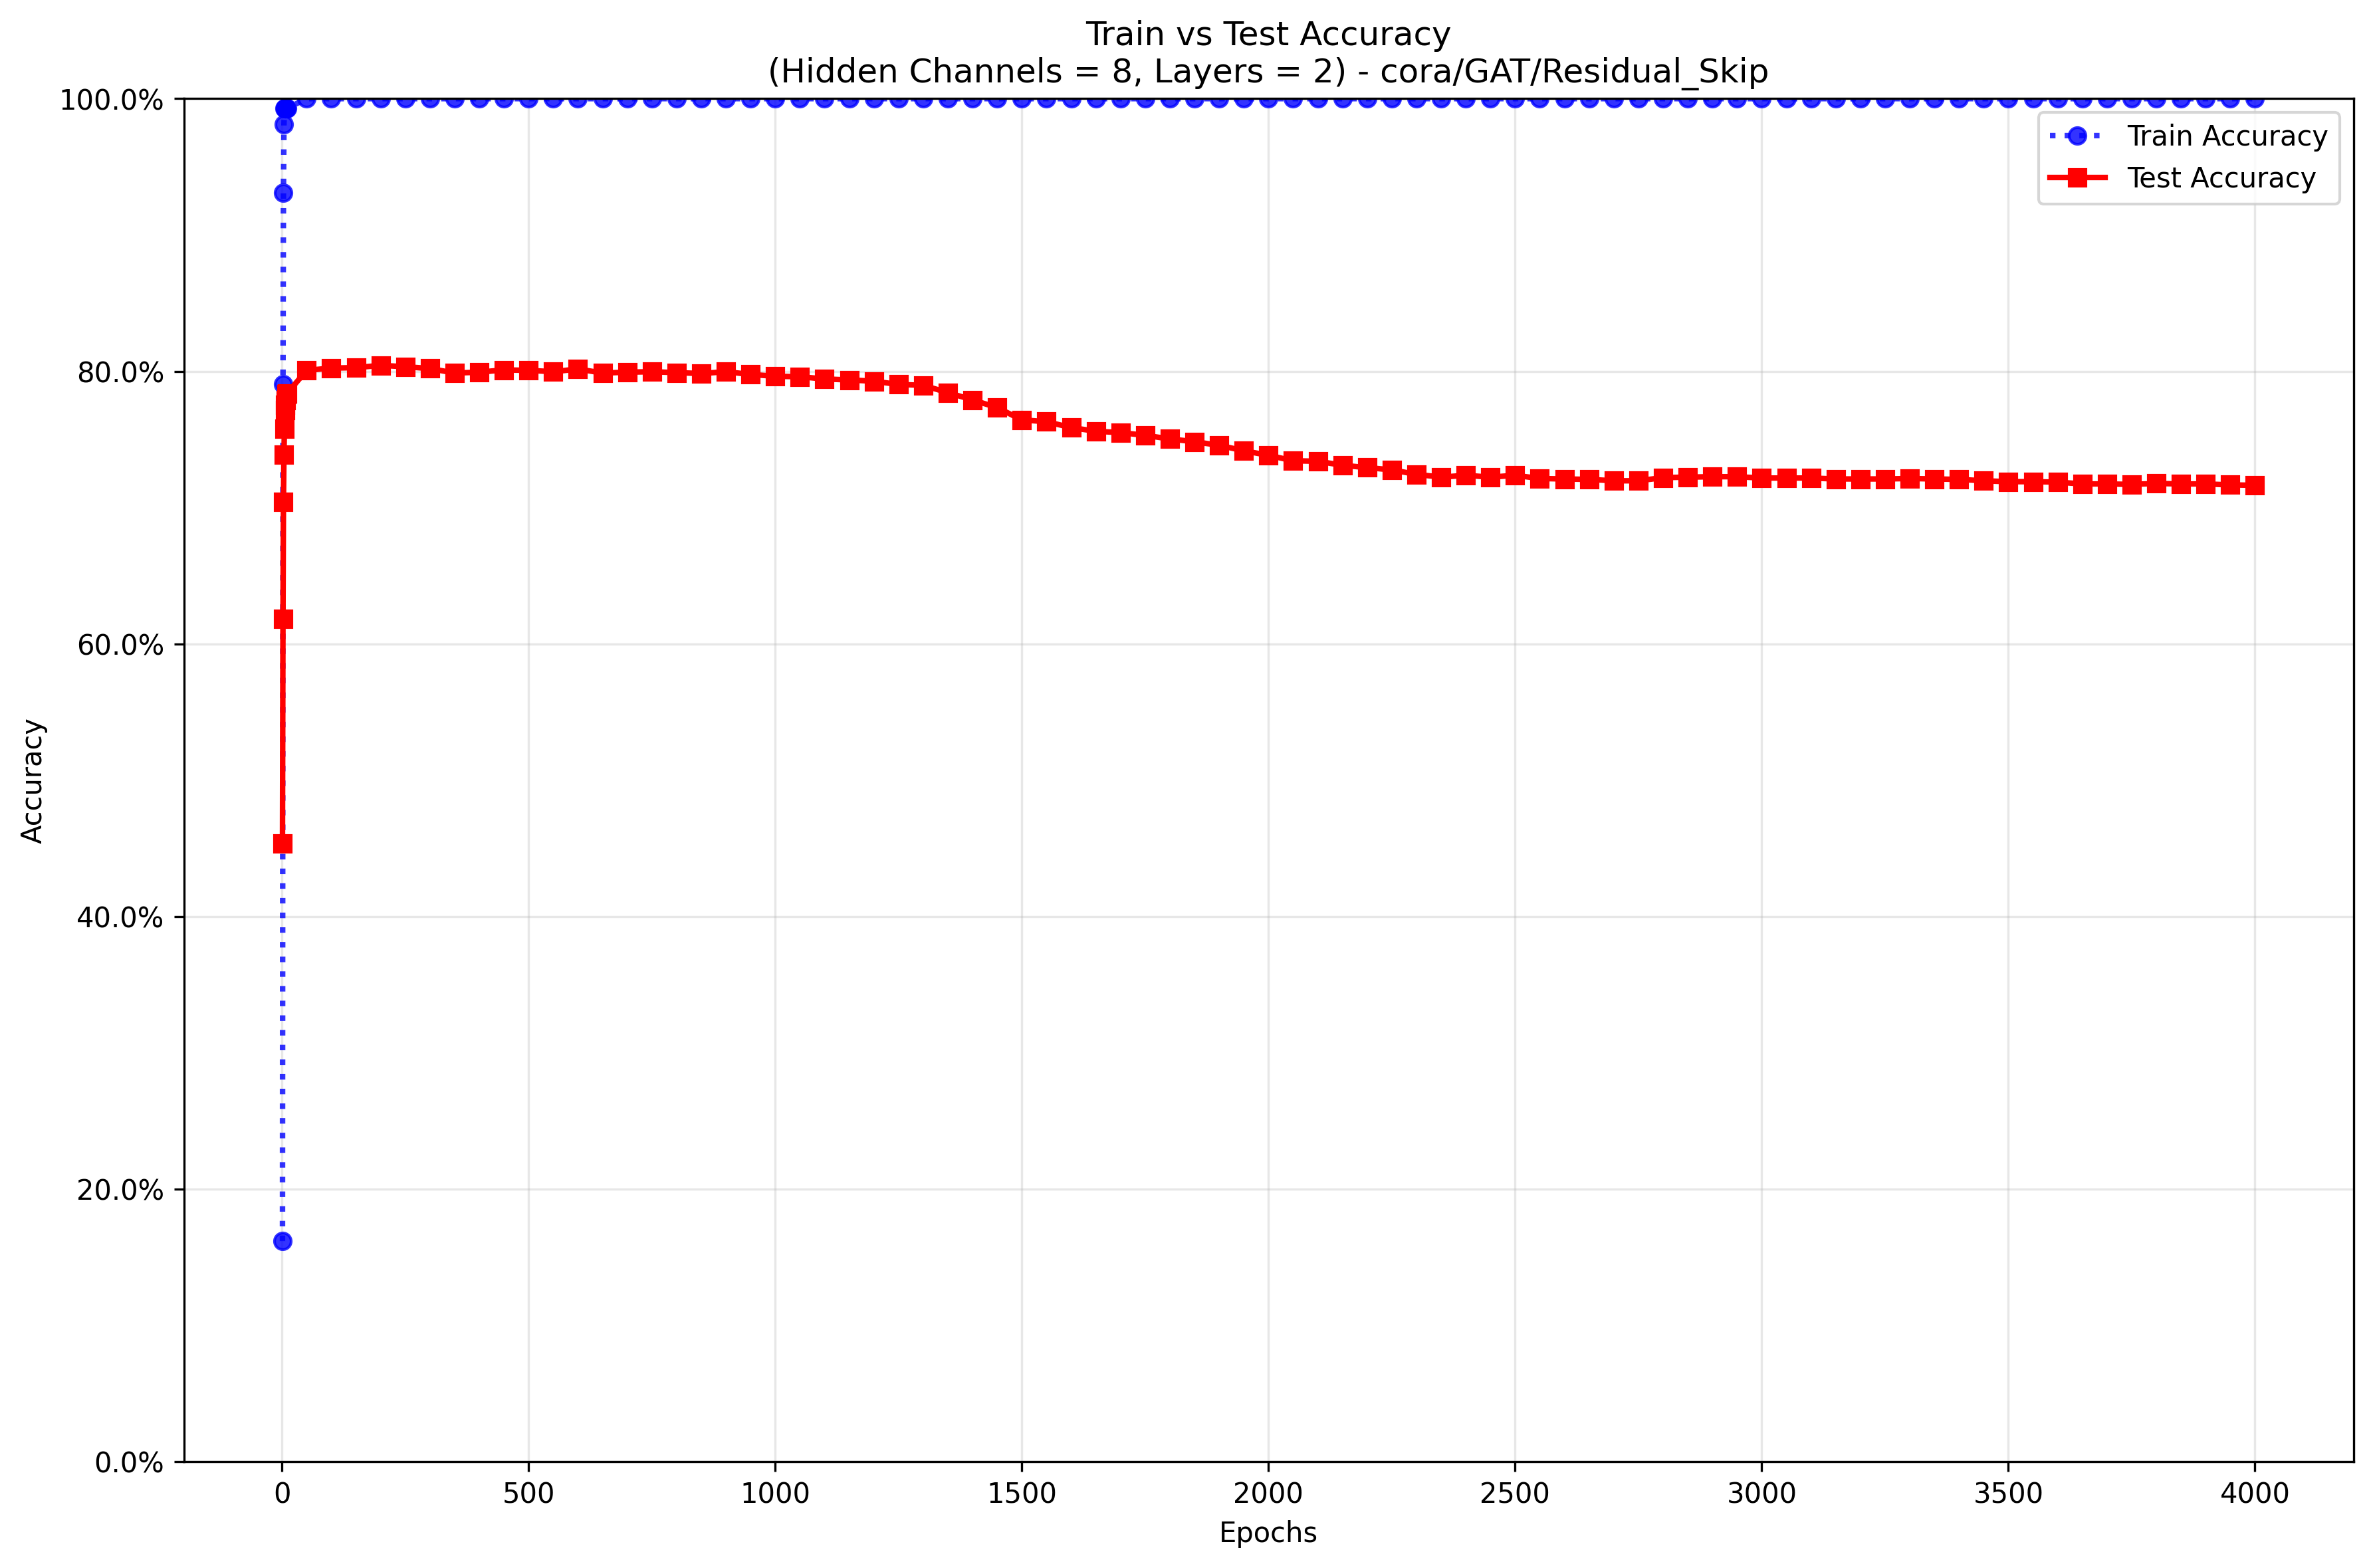 Train vs Test Accuracy
(Hidden Channels = 8, Layers = 2) - cora/GAT/Residual_Skip
100.0%
80.0%
60.0%
40.0%
20.0%
0.0%
Accuracy
Train Accuracy
Test Accuracy
0 500 1000 1500 2000 2500 3000 3500 4000
Epochs